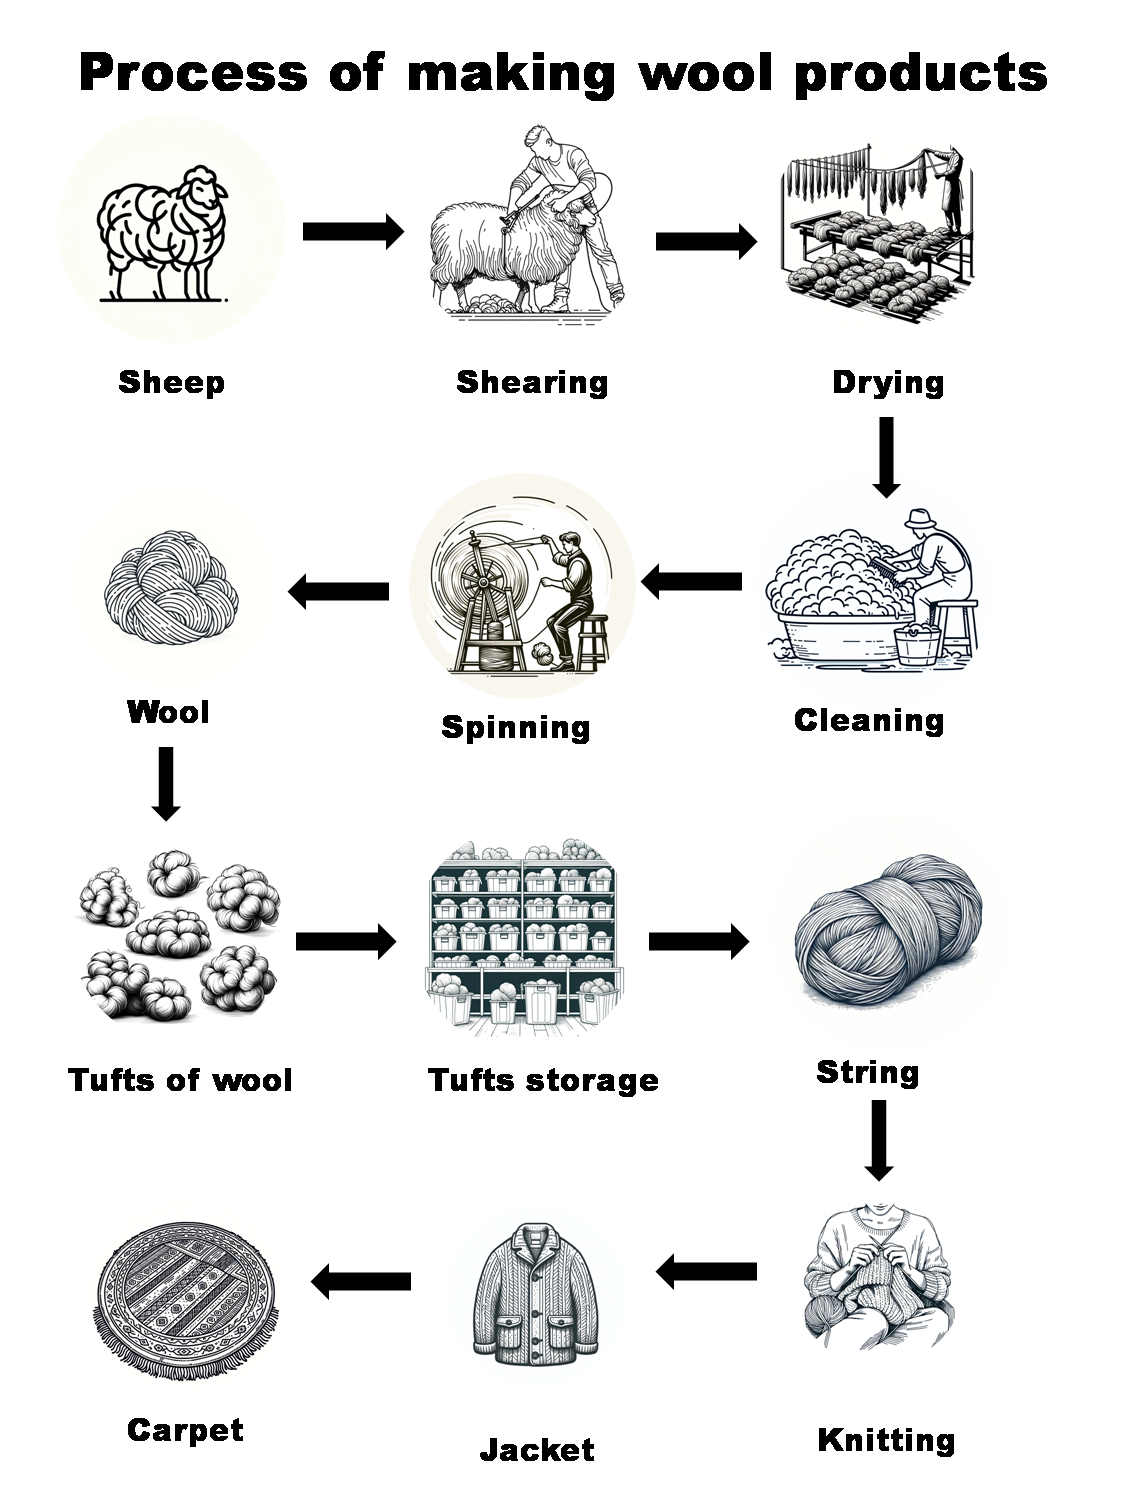 Process of making wool products
Sheep
Shearing
Drying
Cleaning
Spinning
Wool
Tufts of wool
Tufts storage
String
Knitting
Jacket
Carpet